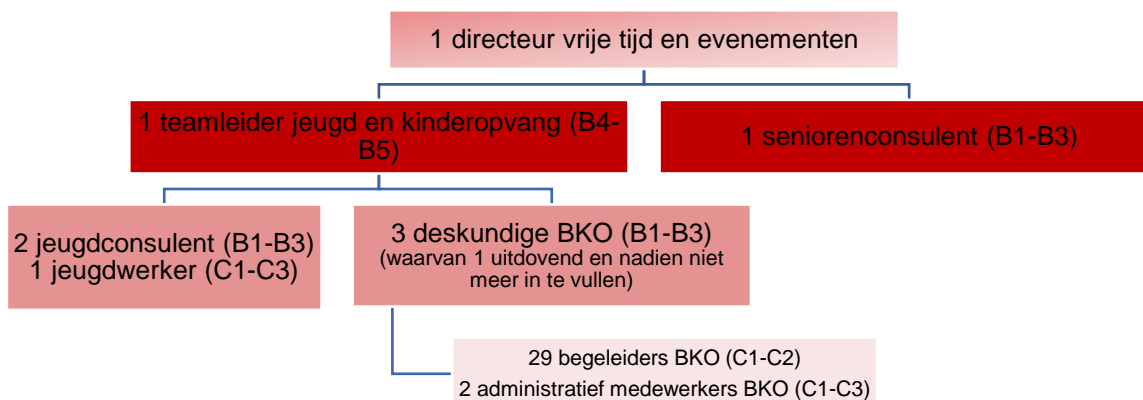 1 directeur vrije tijd en evenementen
1 teamleider jeugd en kinderopvang (B4-
B5)
1 seniorenconsulent (B1-B3)
2 jeugdconsulent (B1-B3)
1 jeugdwerker (C1-C3)
3 deskundige BKO (B1-B3)
(waarvan 1 uitdovend en nadien niet
meer in te vullen)
29 begeleiders BKO (C1-C2)
2 administratief medewerkers BKO (C1-C3)